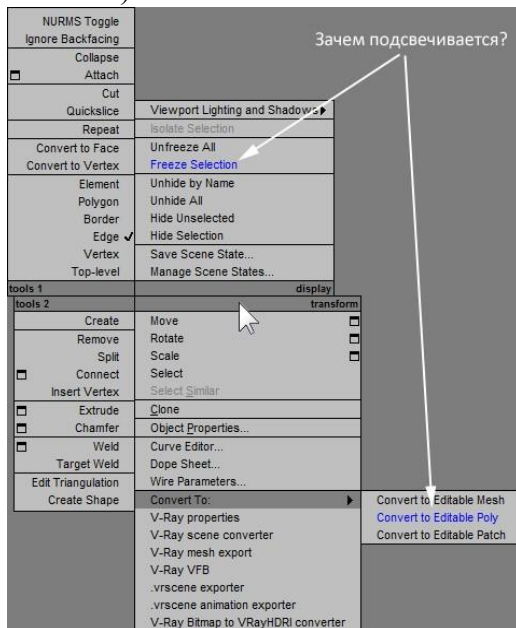 NURMS Toggle
Ignore Backfacing
Зачем подсвечивается?
Collapse
Attach
Cut
Quickslice
Repeat
Convert to Face
Convert to Vertex
Element
Polygon
Border
Edge
Vertex
Top-level
tools 1
Viewport Lighting and Shadows
Isolate Selection
Unfreeze All
Freeze Selection
Unhide by Name
Unhide All
Hide Unselected
Hide Selection
Save Scene State...
Manage Scene States...
display
tools 2
Create
Remove
Split
Connect
Insert Vertex
Extrude
Chamfer
Weld
Target Weld
Edit Triangulation
Create Shape
transform
Move
Rotate
Scale
Select
Select Similar
Clone
Object Properties...
Curve Editor...
Dope Sheet...
Wire Parameters...
Convert To:
V-Ray properties
V-Ray scene converter
V-Ray mesh export
V-Ray VFB
.vrscene exporter
.vrscene animation exporter
V-Ray Bitmap to VRayHDRI converter
Convert to Editable Mesh
Convert to Editable Poly
Convert to Editable Patch